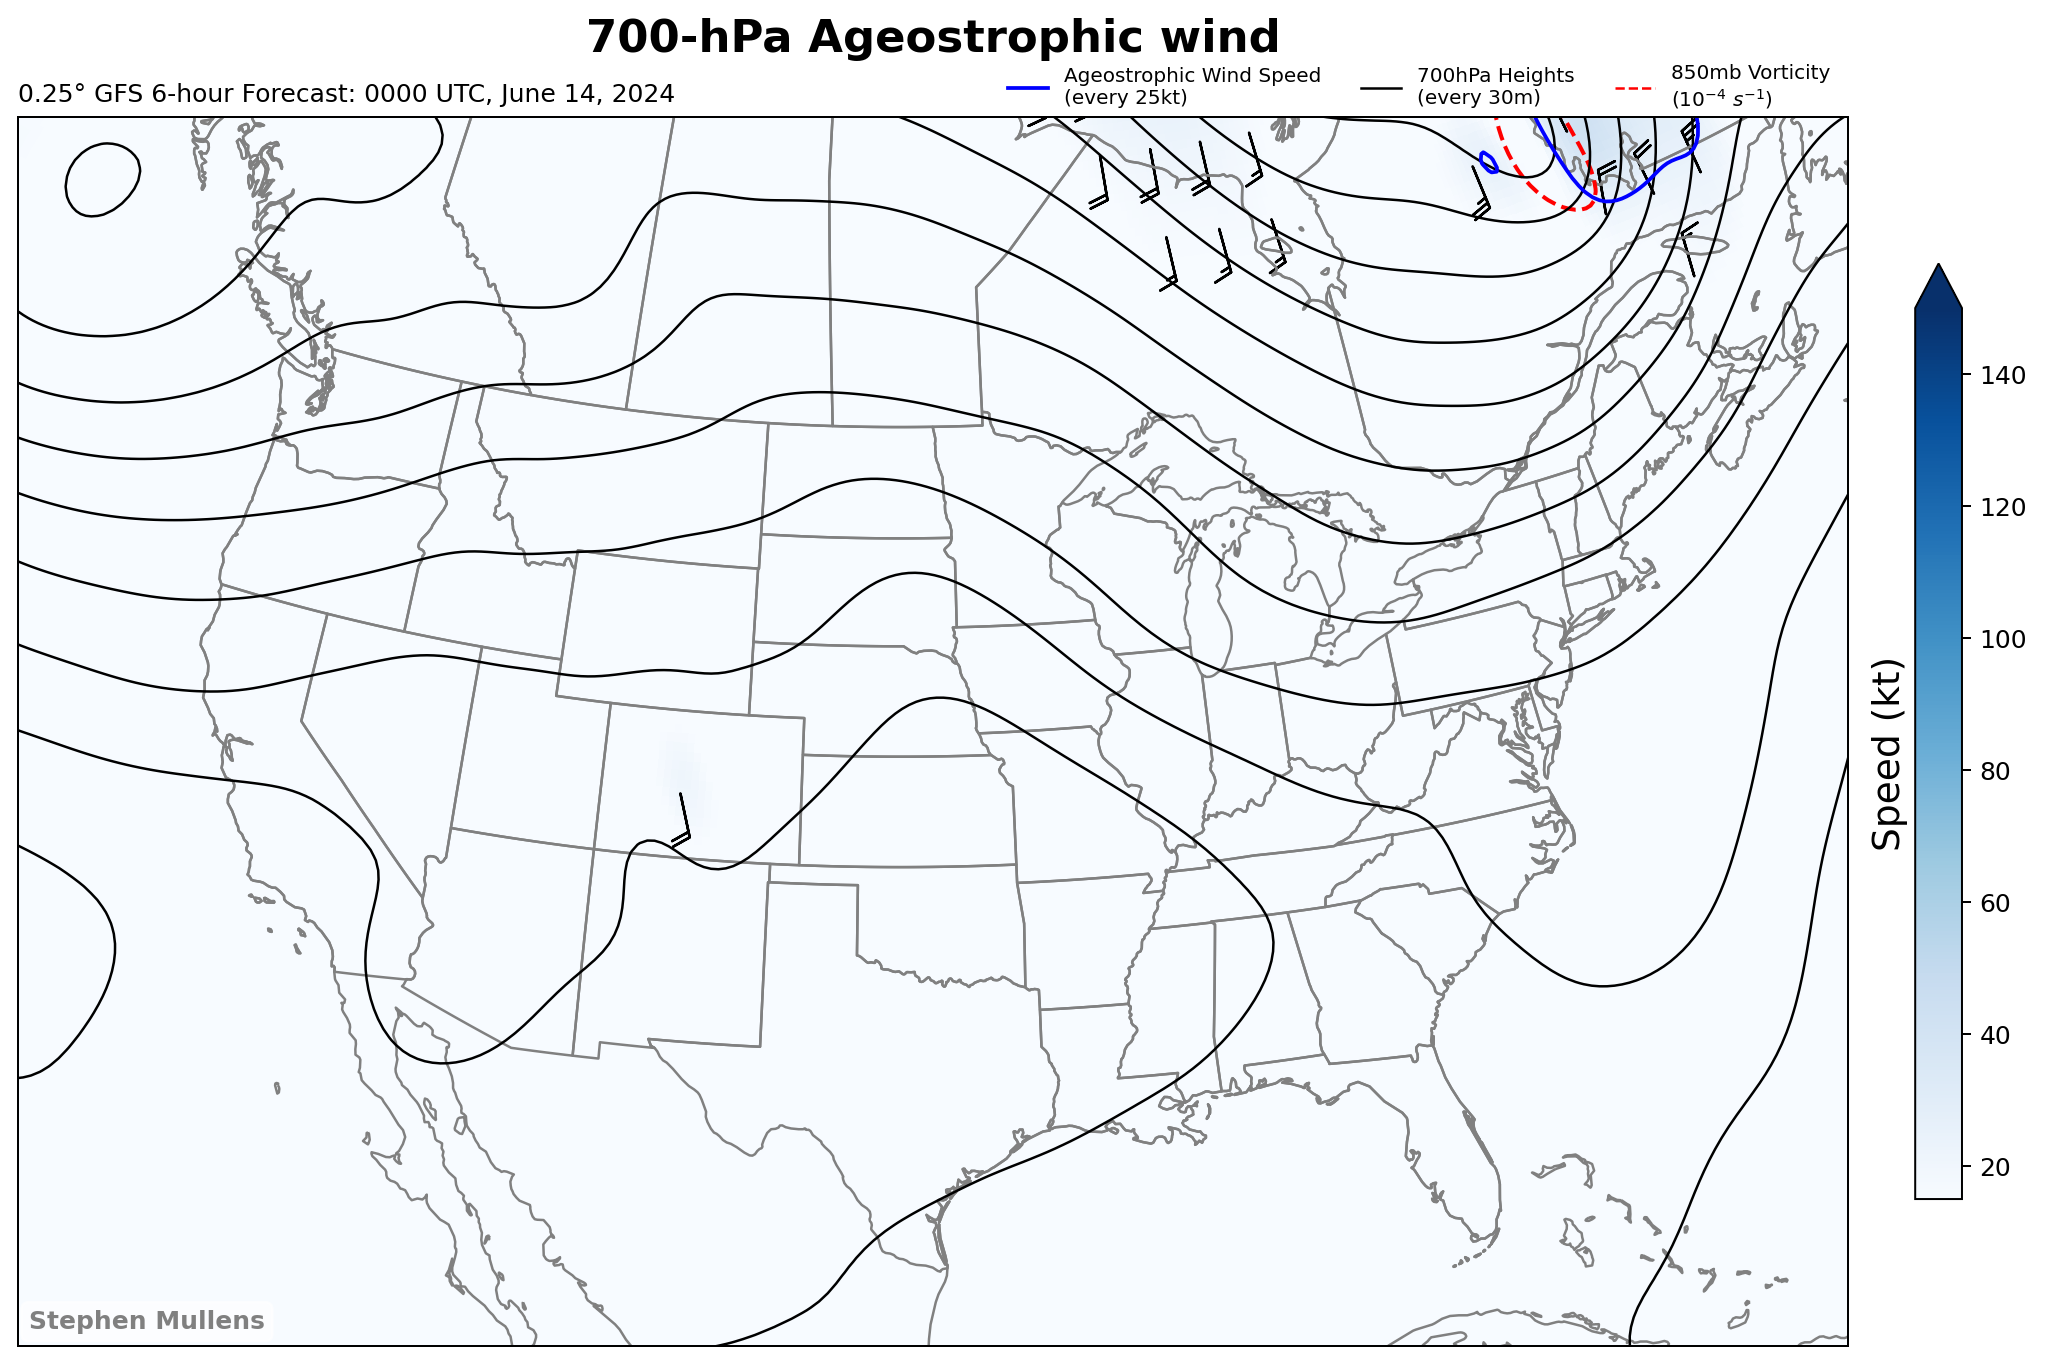 700-hPa Ageostrophic wind
0.25° GFS 6-hour Forecast: 0000 UTC, June 14, 2024
Ageostrophic Wind Speed
(every 25kt)
700hPa Heights
(every 30m)
850mb Vorticity
(10⁻⁴ s⁻¹)
140
120
100
80
60
40
20
Speed (kt)
Stephen Mullens